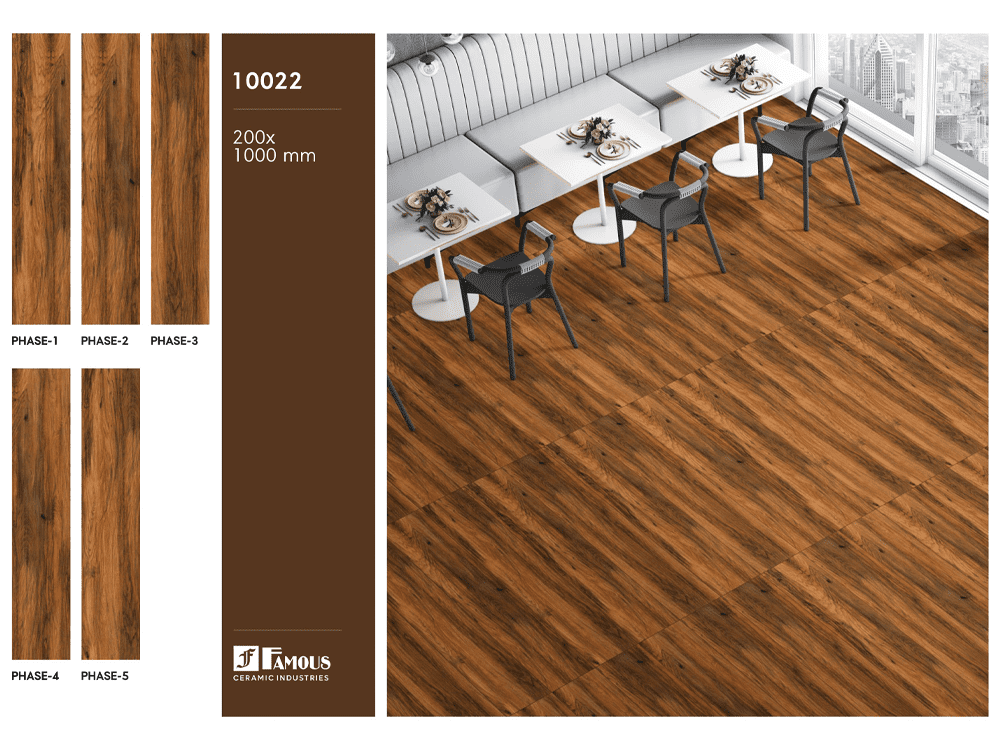 PHASE-1
PHASE-2
PHASE-3
PHASE-4
PHASE-5
10022
200x
1000 mm
F FAMOUS
CERAMIC INDUSTRIES